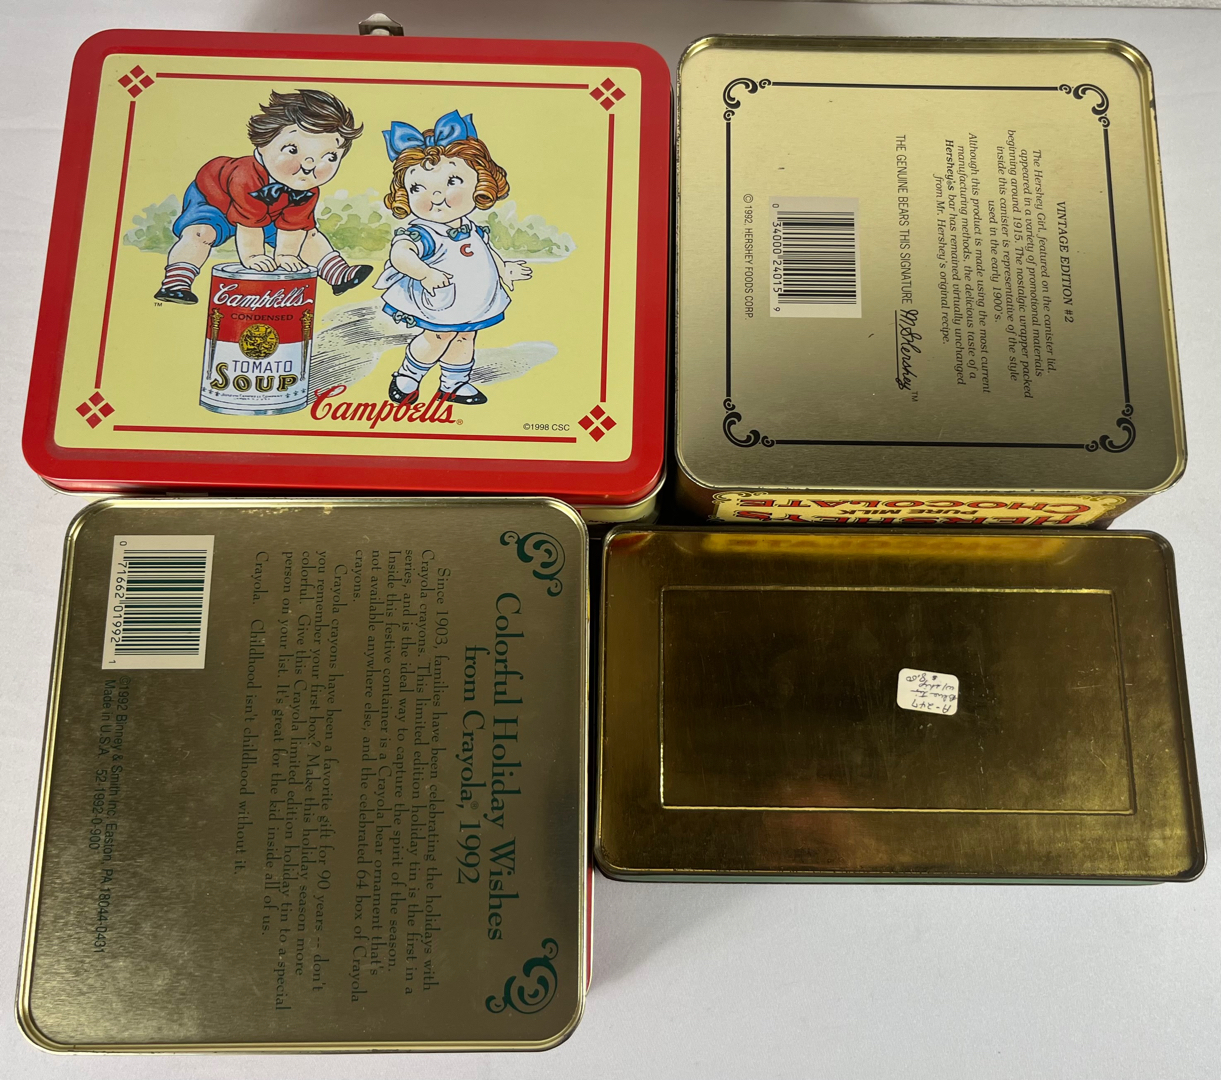 Campbell's
CONDENSED
TOMATO
SOUP
TM
Campbell's®
©1998 CSC
VINTAGE EDITION #2
The Hershey Girl, featured on the canister lid,
appeared in a variety of promotional materials
beginning around 1915. The nostalgic wrapper packed
inside this canister is representative of the style
used in the early 1900's.
Although this product is made using the most current
manufacturing methods, the delicious taste of a
Hershey's bar has remained virtually unchanged
from Mr. Hershey's original recipe.
THE GENUINE BEARS THIS SIGNATURE M.S.Hershey™
0 34000 24015 9
© 1992, HERSHEY FOODS CORP.
HERSHEY'S
PURE MILK
CHOCOLATE
Colorful Holiday Wishes
from Crayola,® 1992
Since 1903, families have been celebrating the holidays with
Crayola crayons. This limited edition holiday tin is the first in a
series, and is the ideal way to capture the spirit of the season.
Inside this festive container is a Crayola bear ornament that's
not available anywhere else, and the celebrated 64 box of Crayola
crayons.
Crayola crayons have been a favorite gift for 90 years -- don't
you remember your first box? Make this holiday season more
colorful. Give this Crayola limited edition holiday tin to a special
person on your list. It's great for the kid inside all of us.
Crayola. Childhood isn't childhood without it.
0 71662 01992 1
©1992 Binney & Smith Inc. Easton, PA 18044-0431
Made in U.S.A. 52-1992-0-900
A-247